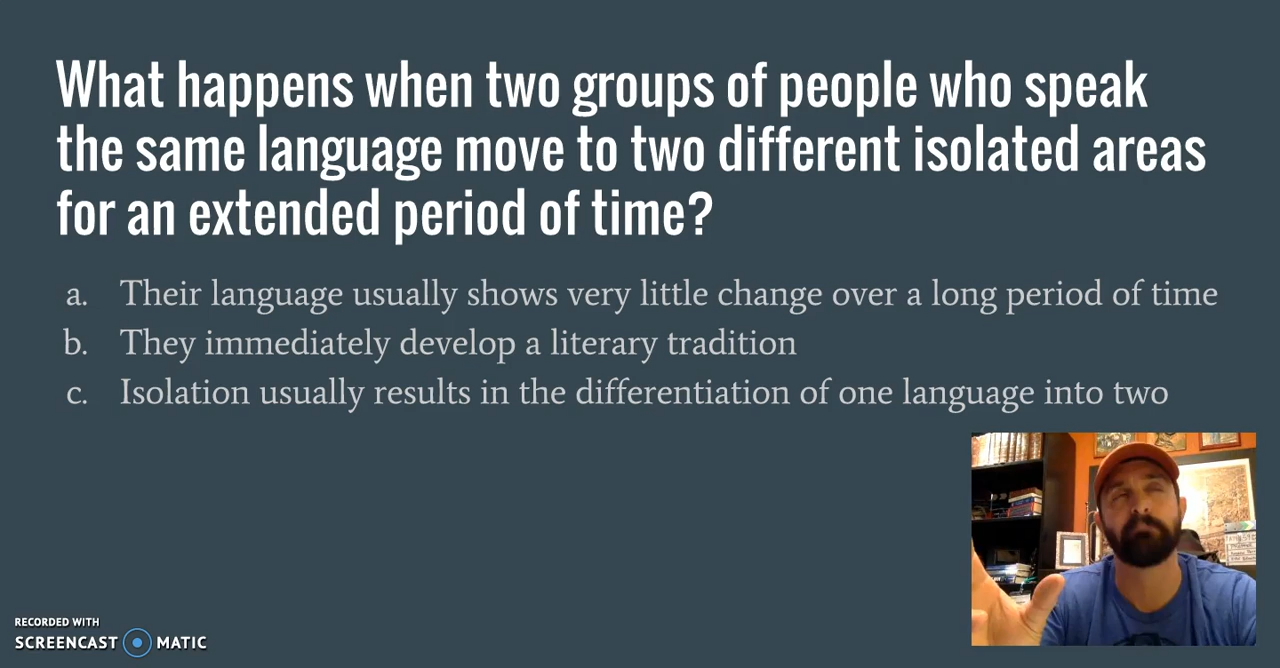 What happens when two groups of people who speak
the same language move to two different isolated areas
for an extended period of time?
a. Their language usually shows very little change over a long period of time
b. They immediately develop a literary tradition
c. Isolation usually results in the differentiation of one language into two
RECORDED WITH
SCREENCAST MATIC